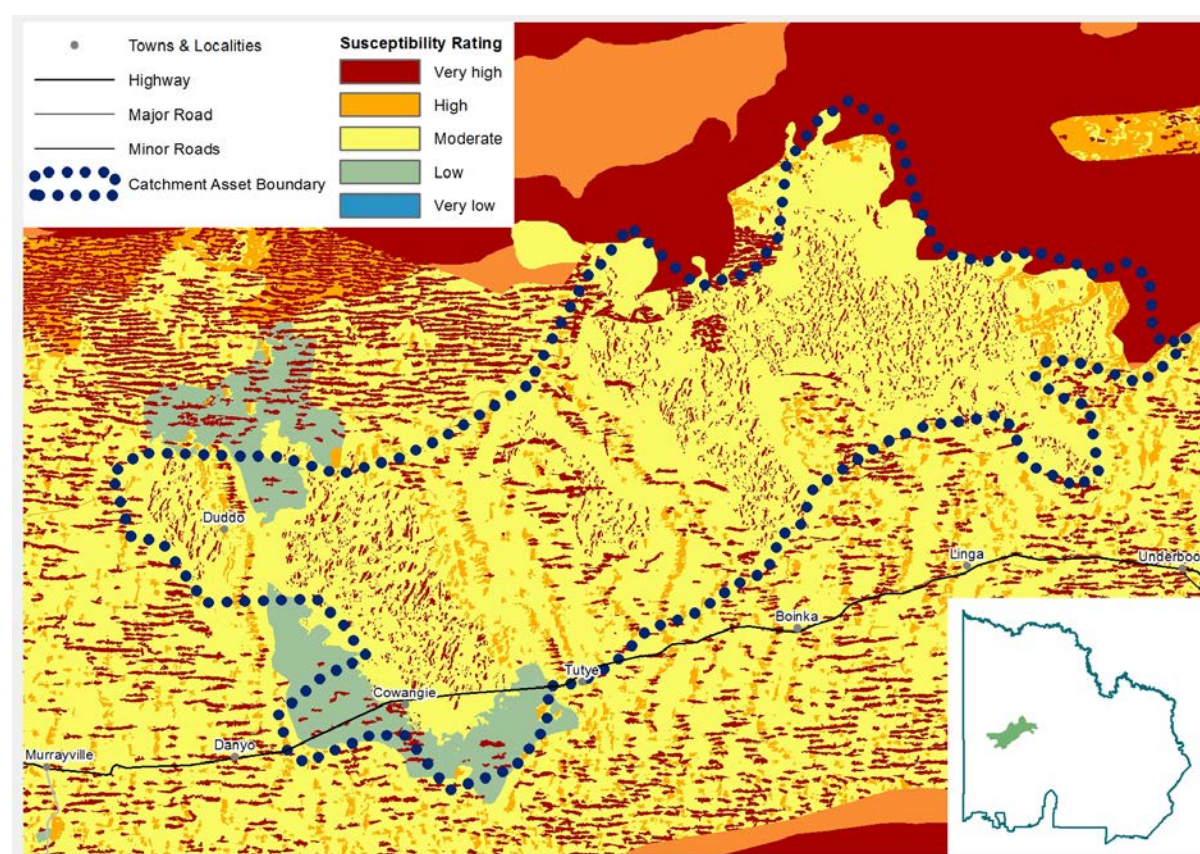 Towns & Localities
Highway
Major Road
Minor Roads
Catchment Asset Boundary
Susceptibility Rating
Very high
High
Moderate
Low
Very low
Duddo
Linga
Underboo
Boinka
Tutye
Cowangie
Danyo
Murrayville